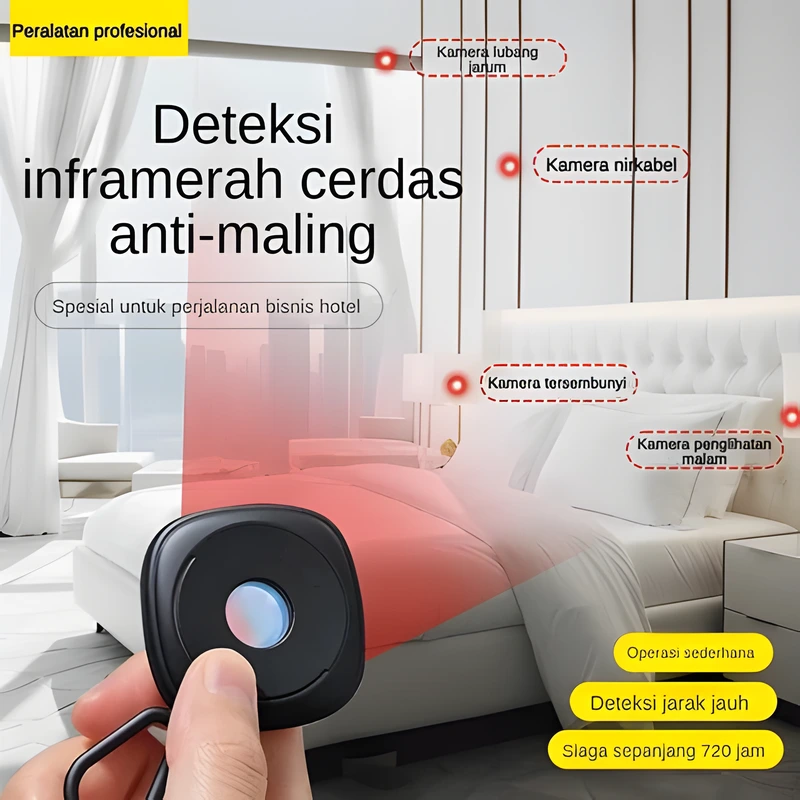 Peralatan profesional
Kamera lubang
jarum
Deteksi
inframerah cerdas
anti-maling
Kamera nirkabel
Spesial untuk perjalanan bisnis hotel
Kamera tersembunyi
Kamera penglihatan
malam
Operasi sederhana
Deteksi jarak jauh
Siaga sepanjang 720 jam